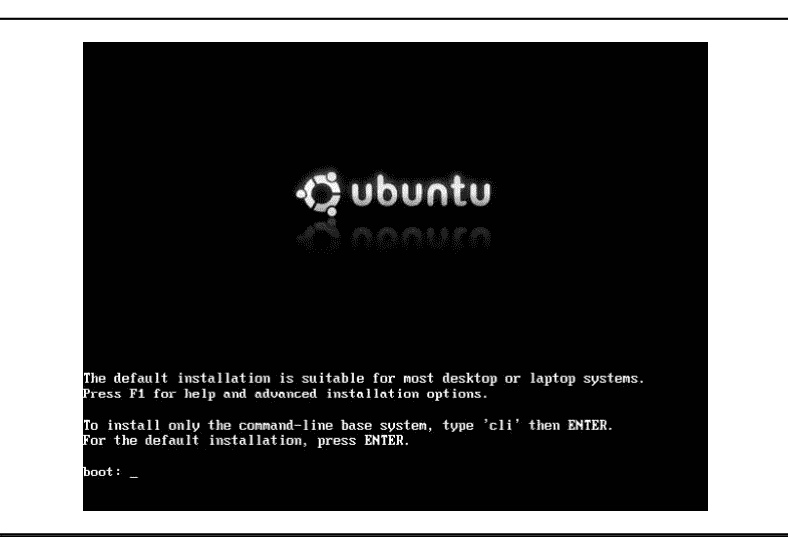 ubuntu
The default installation is suitable for most desktop or laptop systems.
Press F1 for help and advanced installation options.
To install only the command-line base system, type 'cli' then ENTER.
For the default installation, press ENTER.
boot: _